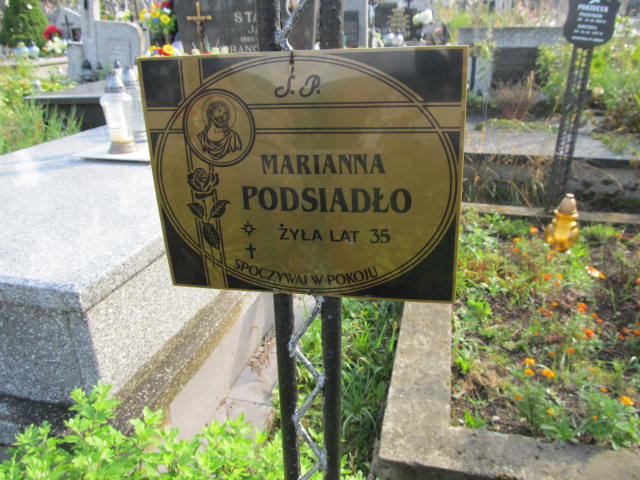 Ś.P.
MARIANNA
PODSIADŁO
ŻYŁA LAT 35
SPOCZYWAJ W POKOJU